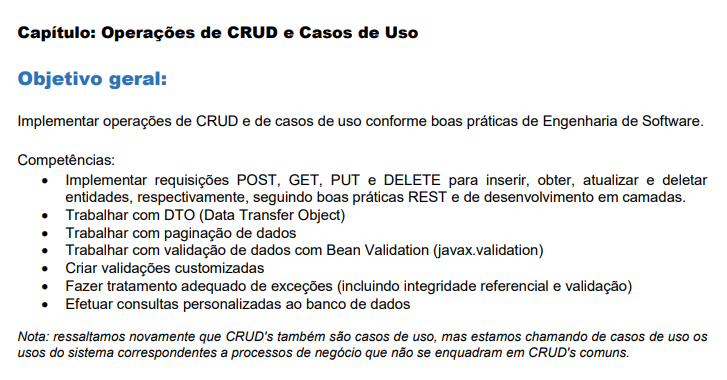 Capítulo: Operações de CRUD e Casos de Uso
Objetivo geral:
Implementar operações de CRUD e de casos de uso conforme boas práticas de Engenharia de Software.
Competências:
• Implementar requisições POST, GET, PUT e DELETE para inserir, obter, atualizar e deletar
entidades, respectivamente, seguindo boas práticas REST e de desenvolvimento em camadas.
• Trabalhar com DTO (Data Transfer Object)
• Trabalhar com paginação de dados
• Trabalhar com validação de dados com Bean Validation (javax.validation)
• Criar validações customizadas
• Fazer tratamento adequado de exceções (incluindo integridade referencial e validação)
• Efetuar consultas personalizadas ao banco de dados
Nota: ressaltamos novamente que CRUD's também são casos de uso, mas estamos chamando de casos de uso os
usos do sistema correspondentes a processos de negócio que não se enquadram em CRUD's comuns.